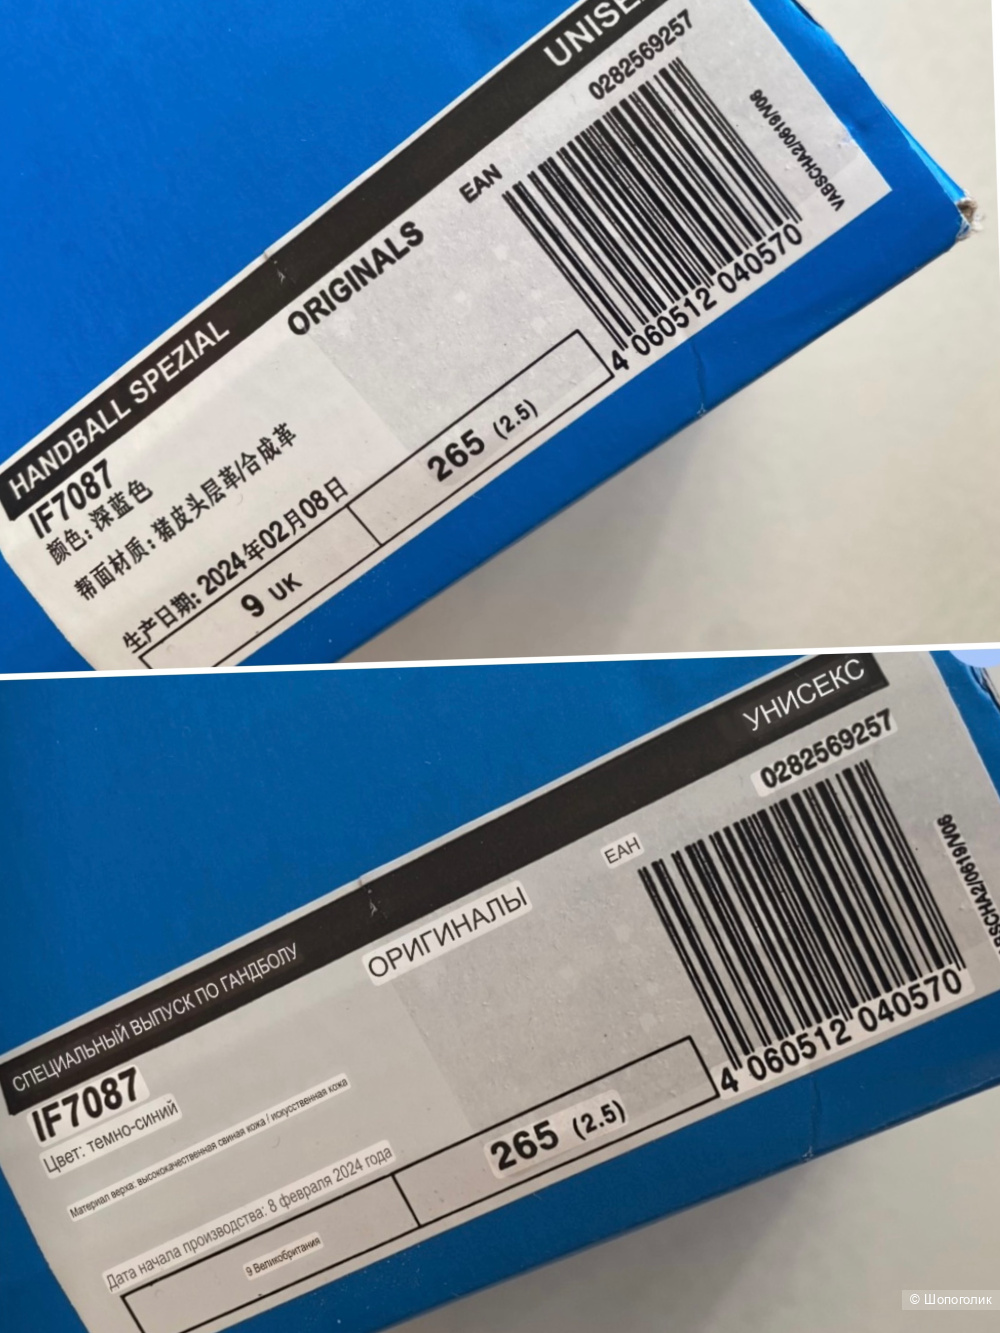 HANDBALL SPEZIAL
UNISE
IF7087
颜色: 深蓝色
帮面材质: 猪皮头层革/合成革
生产日期: 2024年02月08日
9 UK
265 (2.5)
ORIGINALS
EAN
0282569257
4 060512 040570
VABSCHA2/0619/V06
СПЕЦИАЛЬНЫЙ ВЫПУСК ПО ГАНДБОЛУ
УНИСЕКС
IF7087
Цвет: темно-синий
Материал верха: высококачественная свиная кожа / искусственная кожа
Дата начала производства: 8 февраля 2024 года
9 Великобритания
265 (2.5)
ОРИГИНАЛЫ
ЕАН
0282569257
4 060512 040570
ABSCHA2/0619/V06
© Шопоголик